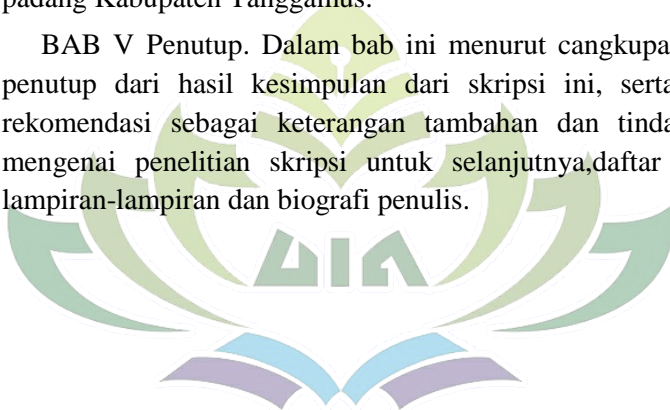 padang Kabupaten Tanggamus.
BAB V Penutup. Dalam bab ini menurut cangkupa
penutup dari hasil kesimpulan dari skripsi ini, serta
rekomendasi sebagai keterangan tambahan dan tinda
mengenai penelitian skripsi untuk selanjutnya,daftar
lampiran-lampiran dan biografi penulis.
UIN